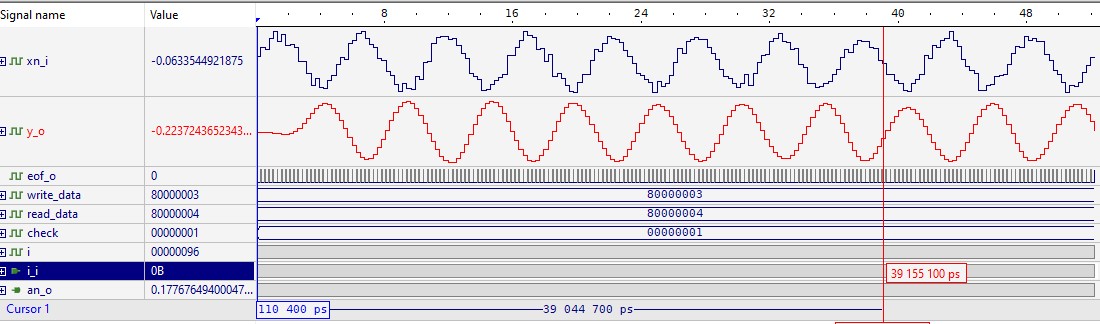 Signal name Value 8 16 24 32 40 48
xn_i -0.0633544921875
y_o -0.2237243652343...
eof_o 0
write_data 80000003 80000003
read_data 80000004 80000004
check 00000001 00000001
i 00000096
i_i 0B 39 155 100 ps
an_o 0.17767649400047...
Cursor 1 110 400 ps 39 044 700 ps